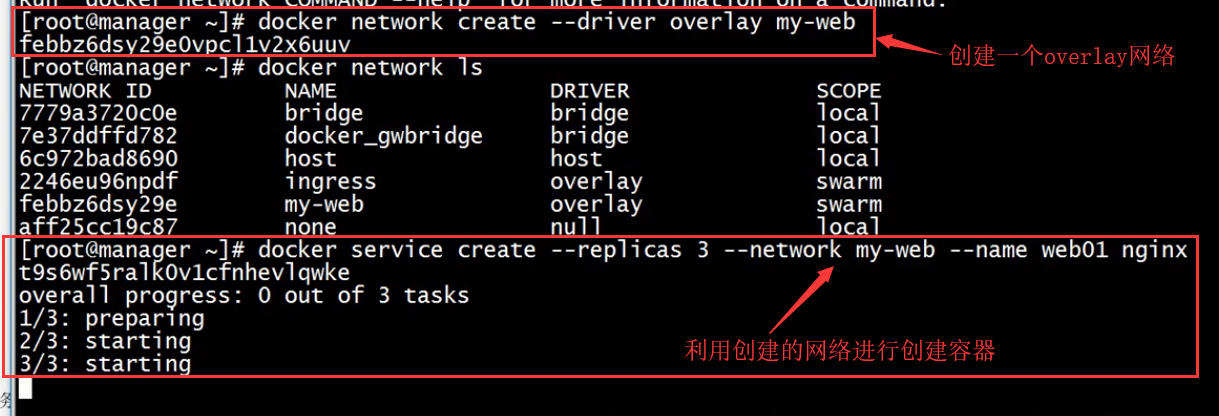 Run 'docker network COMMAND --help' for more information on a command.
[root@manager ~]# docker network create --driver overlay my-web
febbz6dsy29e0vpcl1v2x6uuv
创建一个overlay网络
[root@manager ~]# docker network ls
NETWORK ID NAME DRIVER SCOPE
7779a3720c0e bridge bridge local
7e37ddffd782 docker_gwbridge bridge local
6c972bad8690 host host local
2246eu96npdf ingress overlay swarm
febbz6dsy29e my-web overlay swarm
aff25cc19c87 none null local
[root@manager ~]# docker service create --replicas 3 --network my-web --name web01 nginx
t9s6wf5ralk0v1cfnhevlqwke
overall progress: 0 out of 3 tasks
1/3: preparing
2/3: starting
3/3: starting
利用创建的网络进行创建容器
务